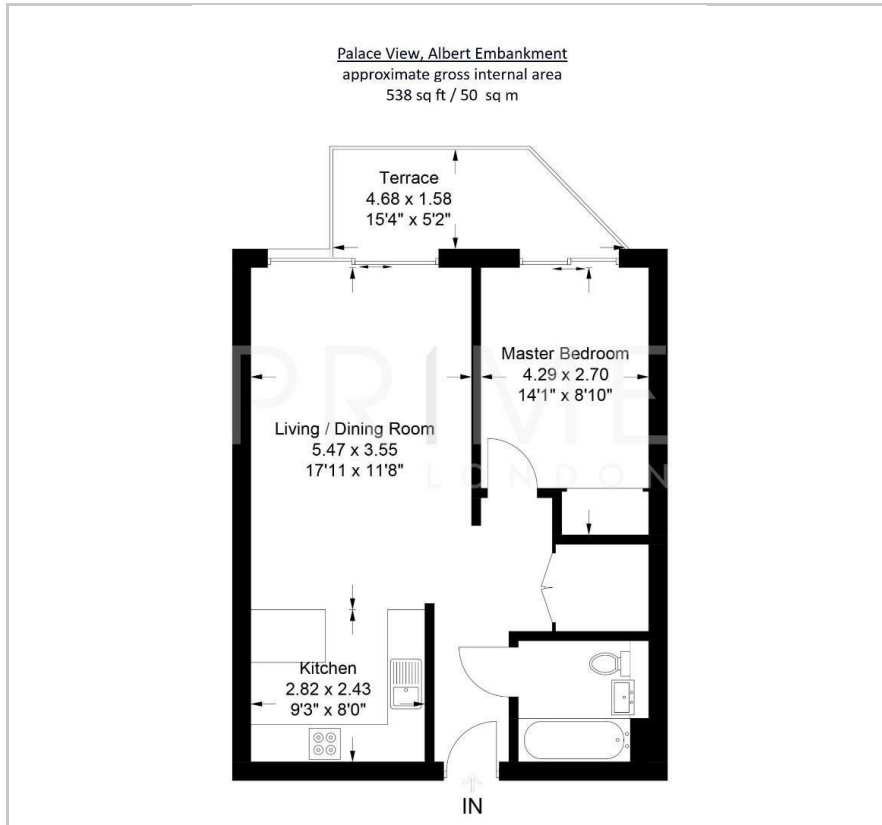 Palace View, Albert Embankment
approximate gross internal area
538 sq ft / 50 sq m
Terrace
4.68 x 1.58
15'4" x 5'2"
Master Bedroom
4.29 x 2.70
14'1" x 8'10"
PRIME
LONDON
Living / Dining Room
5.47 x 3.55
17'11 x 11'8"
Kitchen
2.82 x 2.43
9'3" x 8'0"
IN